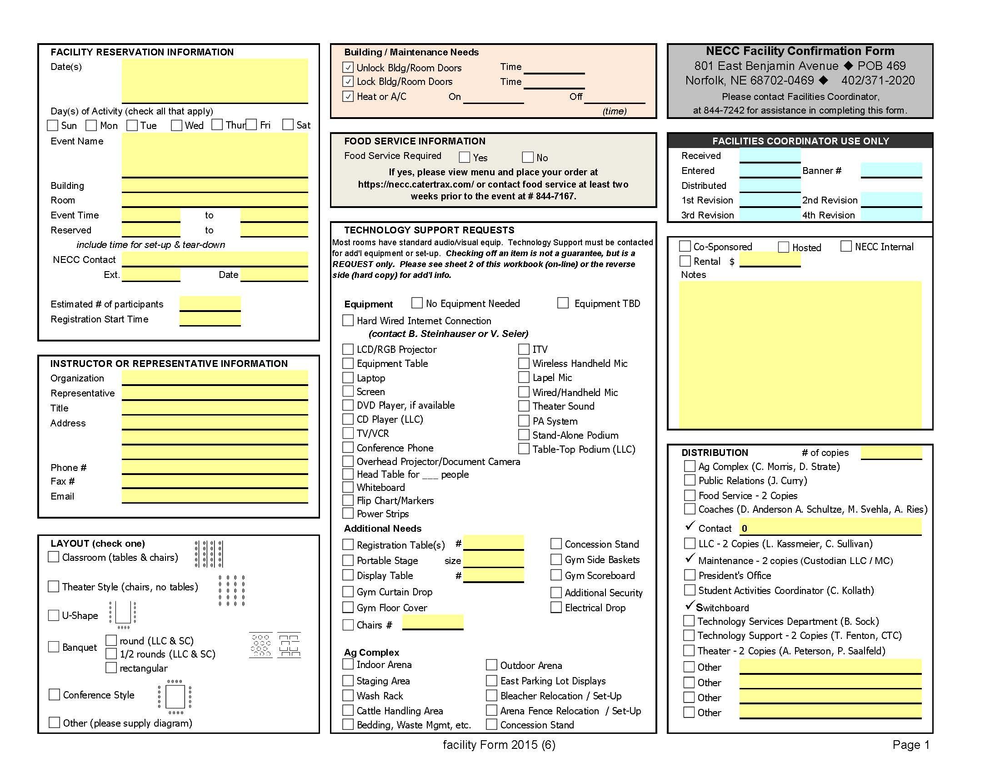 FACILITY RESERVATION INFORMATION
Date(s)
Day(s) of Activity (check all that apply)
Sun Mon Tue Wed Thur Fri Sat
Event Name
Building
Room
Event Time to
Reserved to
include time for set-up & tear-down
NECC Contact
Ext. Date
Estimated # of participants
Registration Start Time
INSTRUCTOR OR REPRESENTATIVE INFORMATION
Organization
Representative
Title
Address
Phone #
Fax #
Email
LAYOUT (check one)
Classroom (tables & chairs)
Theater Style (chairs, no tables)
U-Shape
Banquet
round (LLC & SC)
1/2 rounds (LLC & SC)
rectangular
Conference Style
Other (please supply diagram)
Building / Maintenance Needs
Unlock Bldg/Room Doors Time
Lock Bldg/Room Doors Time
Heat or A/C On Off
(time)
FOOD SERVICE INFORMATION
Food Service Required Yes No
If yes, please view menu and place your order at
https://necc.catertrax.com/ or contact food service at least two
weeks prior to the event at # 844-7167.
TECHNOLOGY SUPPORT REQUESTS
Most rooms have standard audio/visual equip. Technology Support must be contacted
for add'l equipment or set-up. Checking off an item is not a guarantee, but is a
REQUEST only. Please see sheet 2 of this workbook (on-line) or the reverse
side (hard copy) for add'l info.
Equipment No Equipment Needed Equipment TBD
Hard Wired Internet Connection
(contact B. Steinhauser or V. Seier)
LCD/RGB Projector ITV
Equipment Table Wireless Handheld Mic
Laptop Lapel Mic
Screen Wired/Handheld Mic
DVD Player, if available Theater Sound
CD Player (LLC) PA System
TV/VCR Stand-Alone Podium
Conference Phone Table-Top Podium (LLC)
Overhead Projector/Document Camera
Head Table for ___ people
Whiteboard
Flip Chart/Markers
Power Strips
Additional Needs
Registration Table(s) # Concession Stand
Portable Stage size Gym Side Baskets
Display Table # Gym Scoreboard
Gym Curtain Drop Additional Security
Gym Floor Cover Electrical Drop
Chairs #
Ag Complex
Indoor Arena Outdoor Arena
Staging Area East Parking Lot Displays
Wash Rack Bleacher Relocation / Set-Up
Cattle Handling Area Arena Fence Relocation / Set-Up
Bedding, Waste Mgmt, etc. Concession Stand
NECC Facility Confirmation Form
801 East Benjamin Avenue ◆ POB 469
Norfolk, NE 68702-0469 ◆ 402/371-2020
Please contact Facilities Coordinator,
at 844-7242 for assistance in completing this form.
FACILITIES COORDINATOR USE ONLY
Received
Entered Banner #
Distributed
1st Revision 2nd Revision
3rd Revision 4th Revision
Co-Sponsored Hosted NECC Internal
Rental $
Notes
DISTRIBUTION # of copies
Ag Complex (C. Morris, D. Strate)
Public Relations (J. Curry)
Food Service - 2 Copies
Coaches (D. Anderson A. Schultze, M. Svehla, A. Ries)
✓ Contact 0
LLC - 2 Copies (L. Kassmeier, C. Sullivan)
✓ Maintenance - 2 copies (Custodian LLC / MC)
President's Office
Student Activities Coordinator (C. Kollath)
✓ Switchboard
Technology Services Department (B. Sock)
Technology Support - 2 Copies (T. Fenton, CTC)
Theater - 2 Copies (A. Peterson, P. Saalfeld)
Other
Other
Other
Other
facility Form 2015 (6)
Page 1